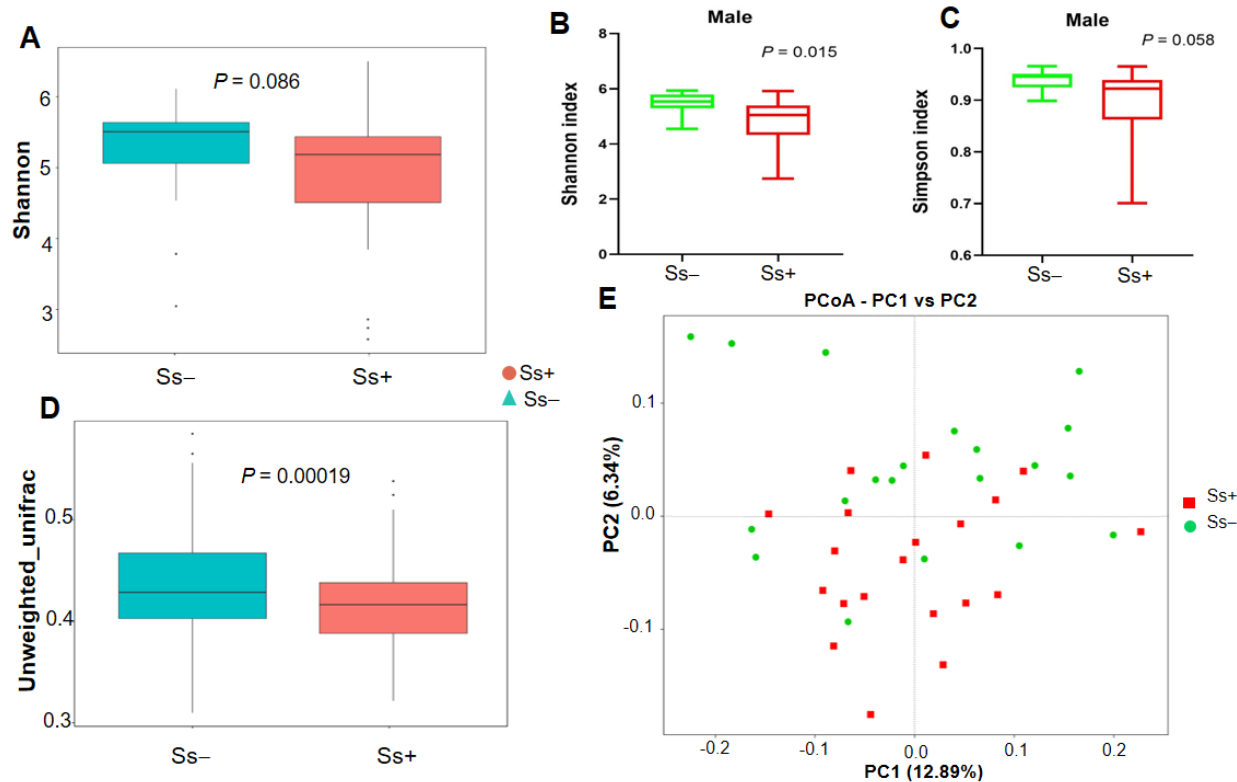 A
P = 0.086
Shannon
6
5
4
3
Ss−
Ss+
B
Male
P = 0.015
Shannon index
8
6
4
2
0
Ss−
Ss+
C
Male
P = 0.058
Simpson index
1.0
0.9
0.8
0.7
0.6
Ss−
Ss+
Ss+
Ss−
D
P = 0.00019
Unweighted_unifrac
0.5
0.4
0.3
Ss−
Ss+
E
PCoA - PC1 vs PC2
PC2 (6.34%)
0.1
0.0
-0.1
-0.2
-0.1
0.0
0.1
0.2
PC1 (12.89%)
Ss+
Ss−